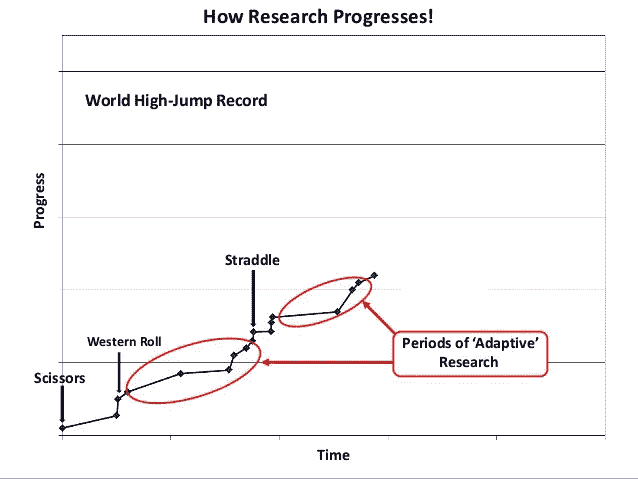 How Research Progresses!
World High-Jump Record
Progress
Straddle
Western Roll
Scissors
Periods of ‘Adaptive’
Research
Time